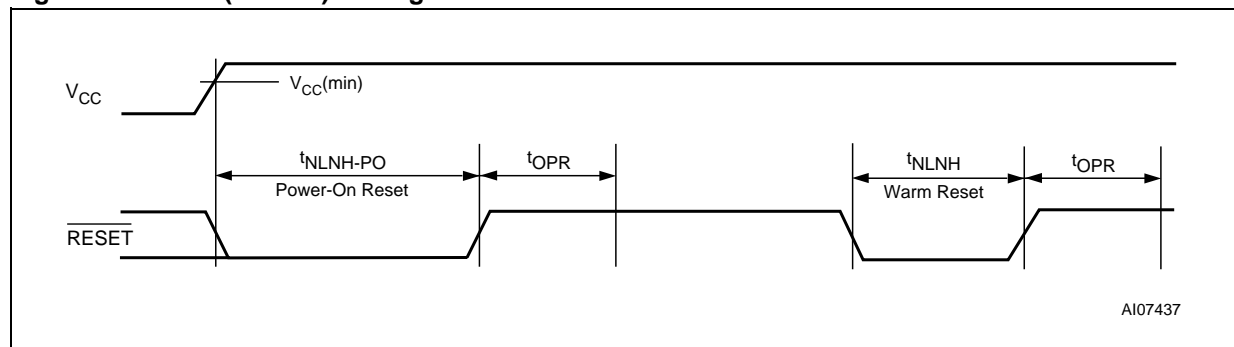 V_CC
V_CC(min)
t_NLNH-PO
Power-On Reset
t_OPR
t_NLNH
Warm Reset
t_OPR
RESET
AI07437